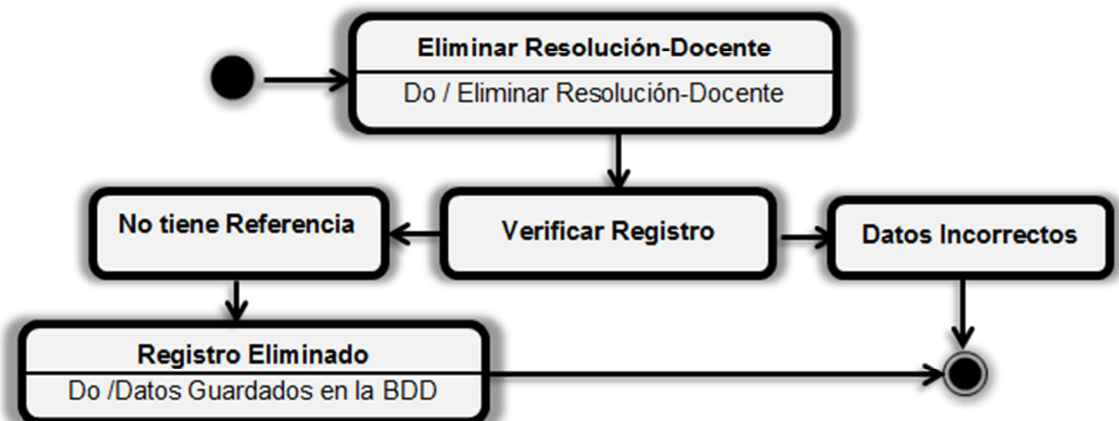 Eliminar Resolución-Docente
Do / Eliminar Resolución-Docente
No tiene Referencia
Verificar Registro
Datos Incorrectos
Registro Eliminado
Do /Datos Guardados en la BDD